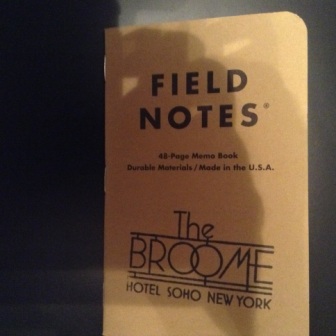 FIELD
NOTES®
48-Page Memo Book
Durable Materials / Made in the U.S.A.
The
BROOME
HOTEL SOHO NEW YORK